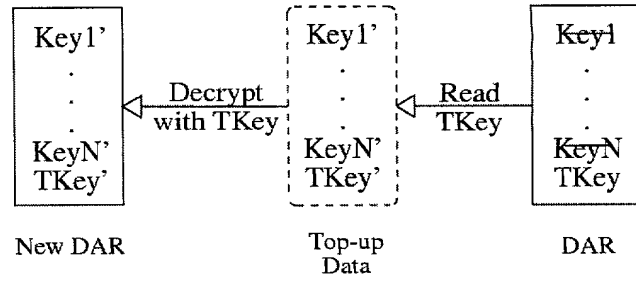 Key1’ Key1’ Key1
. . .
Decrypt Read
. . .
with TKey TKey
. . .
KeyN’ KeyN’ KeyN
TKey’ TKey’ TKey
New DAR Top-up DAR
Data